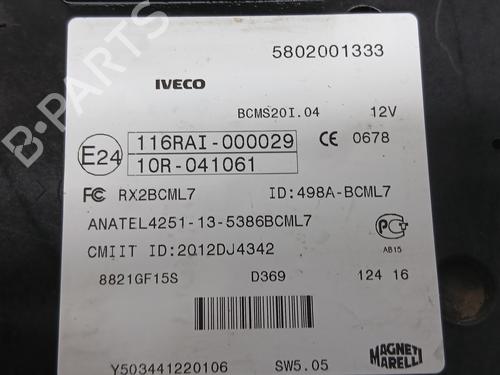 5802001333
IVECO
BCMS20I.04 12V
E24 116RAI-000029 CE 0678
10R-041061
FC RX2BCML7 ID:498A-BCML7
ANATEL4251-13-5386BCML7
CMIIT ID:2012DJ4342 AB15
8821GF15S D369 124 16
Y503441220106 SW5.05 MAGNETI MARELLI
B-PARTS